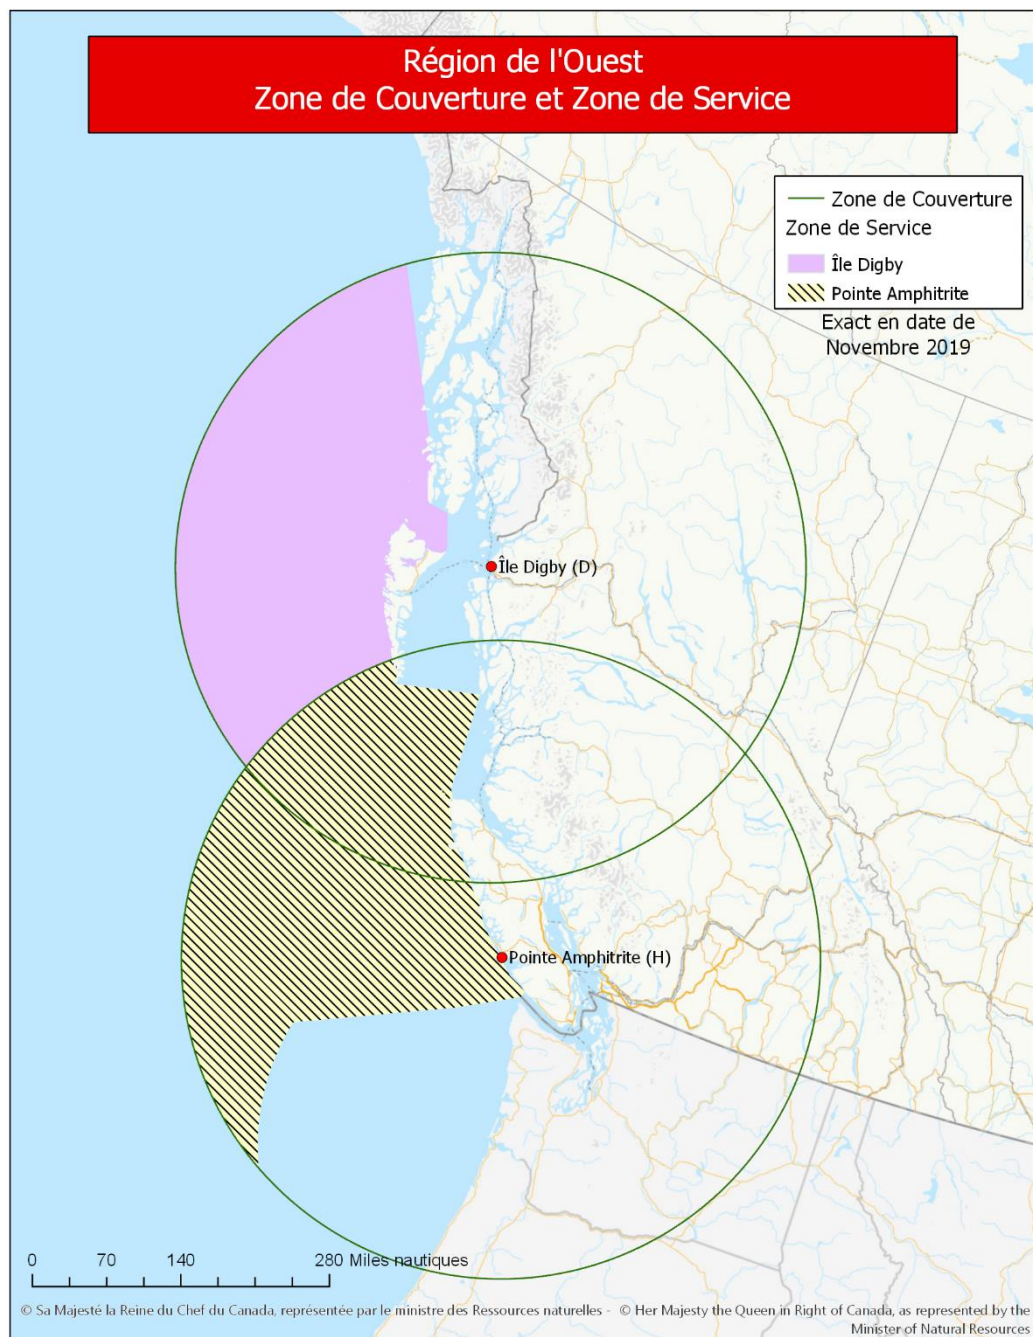 Région de l'Ouest
Zone de Couverture et Zone de Service
Zone de Couverture
Zone de Service
Île Digby
Pointe Amphitrite
Exact en date de
Novembre 2019
Île Digby (D)
Pointe Amphitrite (H)
0 70 140 280 Miles nautiques
© Sa Majesté la Reine du Chef du Canada, représentée par le ministre des Ressources naturelles - © Her Majesty the Queen in Right of Canada, as represented by the
Minister of Natural Resources